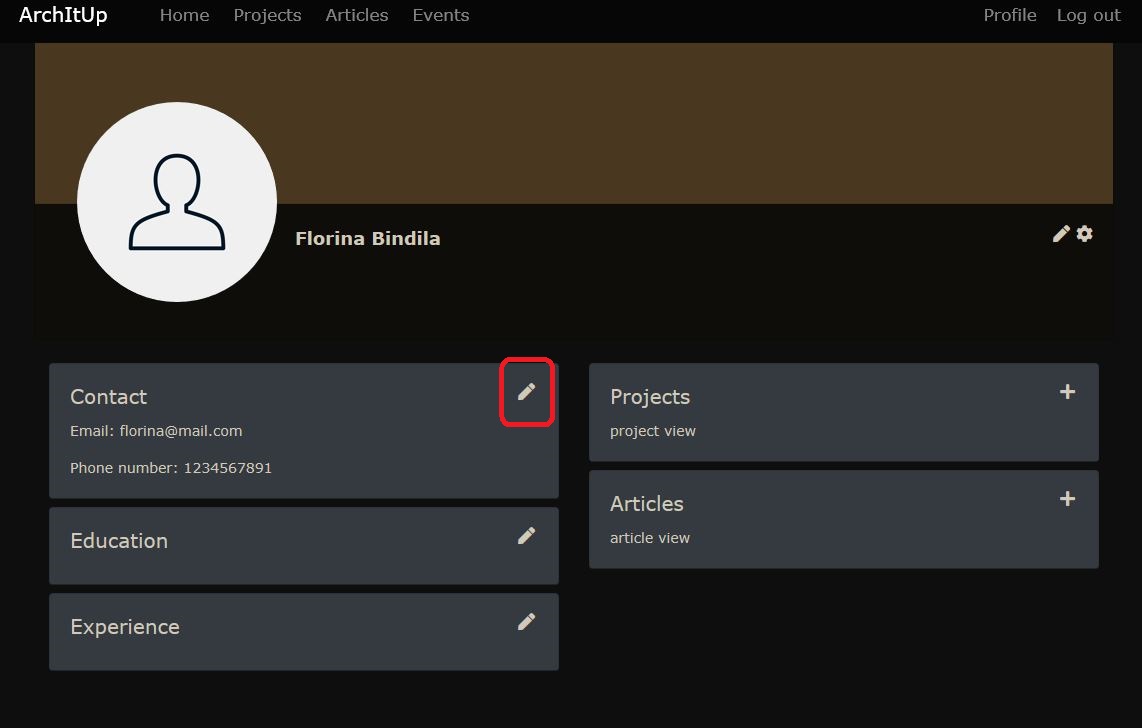 ArchItUp Home Projects Articles Events Profile Log out
Florina Bindila
Contact
Email: florina@mail.com
Phone number: 1234567891
Education
Experience
Projects
project view
Articles
article view